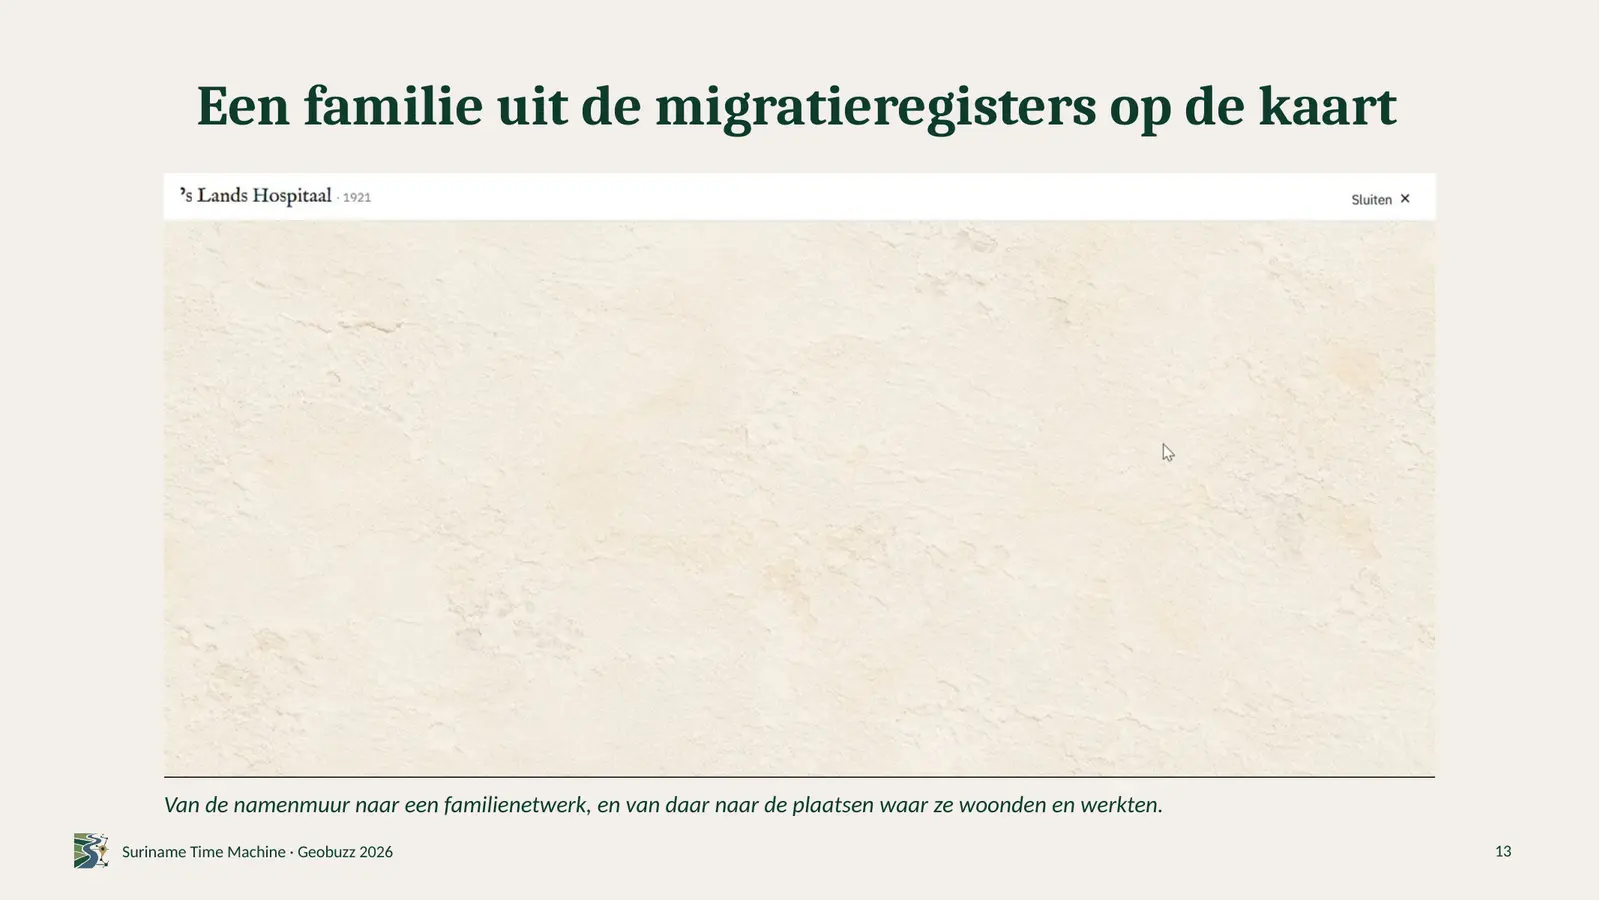 Een familie uit de migratieregisters op de kaart
's Lands Hospitaal · 1921
Sluiten ×
Van de namenmuur naar een familienetwerk, en van daar naar de plaatsen waar ze woonden en werkten.
Suriname Time Machine · Geobuzz 2026
13